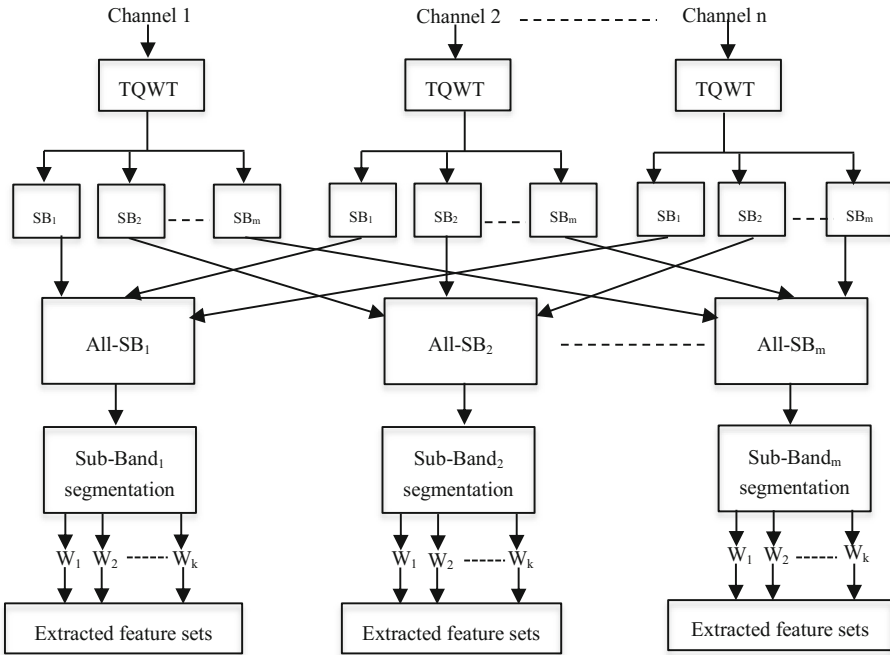 Channel 1 Channel 2 Channel n
TQWT TQWT TQWT
SB₁ SB₂ SBₘ SB₁ SB₂ SBₘ SB₁ SB₂ SBₘ
All-SB₁ All-SB₂ All-SBₘ
Sub-Band₁ Sub-Band₂ Sub-Bandₘ
segmentation segmentation segmentation
W₁ W₂ Wₖ W₁ W₂ Wₖ W₁ W₂ Wₖ
Extracted feature sets Extracted feature sets Extracted feature sets